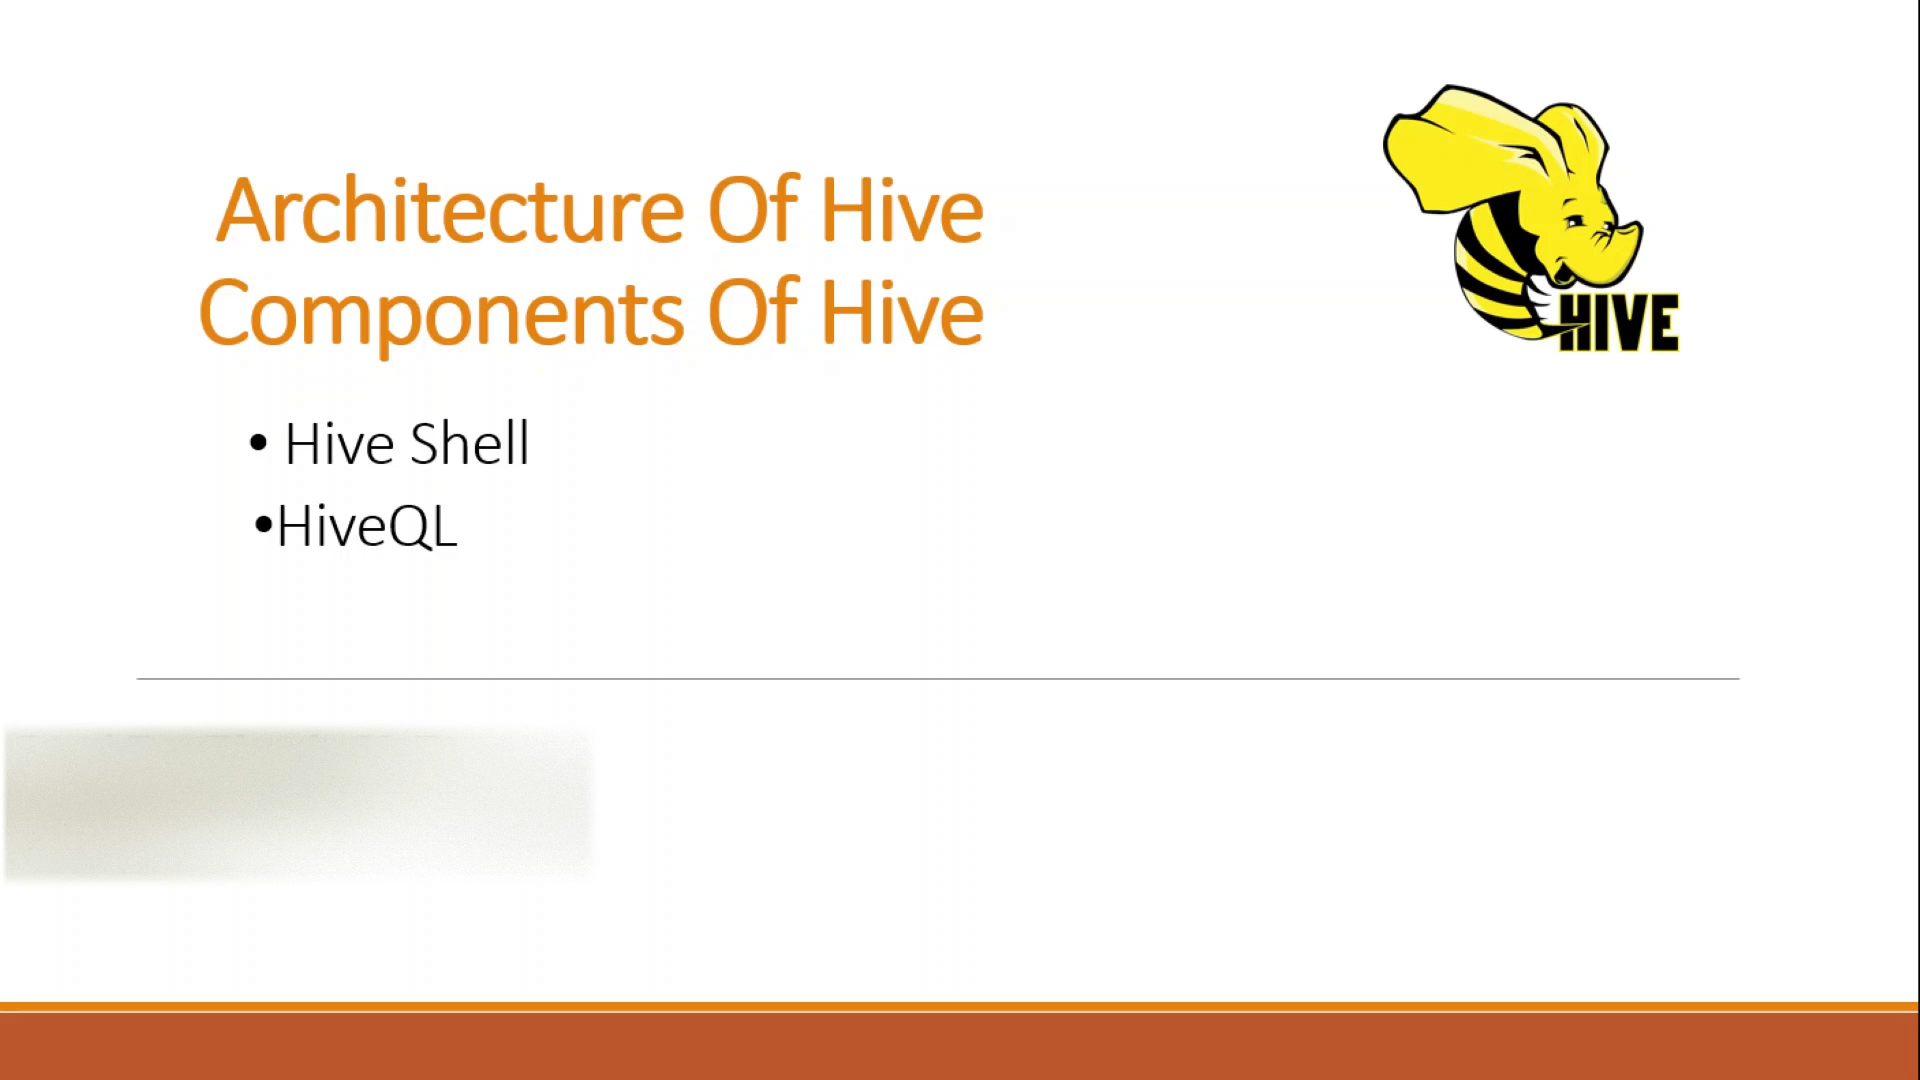 Architecture Of Hive
Components Of Hive
HIVE
• Hive Shell
•HiveQL